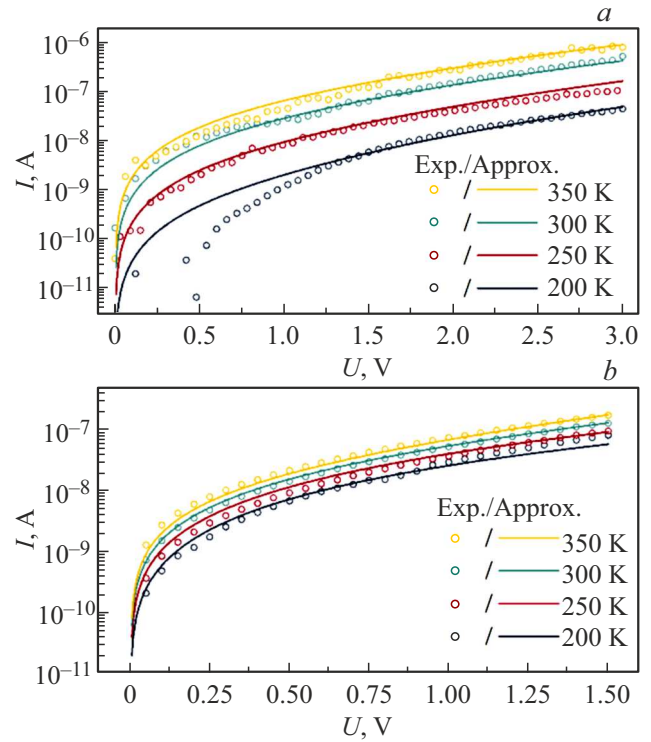 a
10⁻⁶
10⁻⁷
10⁻⁸
10⁻⁹
10⁻¹⁰
10⁻¹¹
I, A
Exp./Approx.
/ 350 K
/ 300 K
/ 250 K
/ 200 K
0 0.5 1.0 1.5 2.0 2.5 3.0
U, V
b
10⁻⁷
10⁻⁸
10⁻⁹
10⁻¹⁰
10⁻¹¹
I, A
Exp./Approx.
/ 350 K
/ 300 K
/ 250 K
/ 200 K
0 0.25 0.50 0.75 1.00 1.25 1.50
U, V